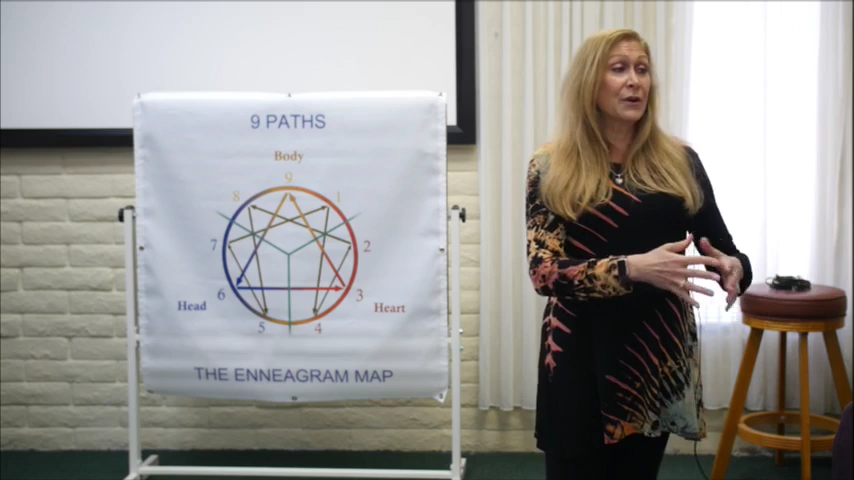 9 PATHS
Body
9
8 1
7 2
6 3
Head Heart
5 4
THE ENNEAGRAM MAP